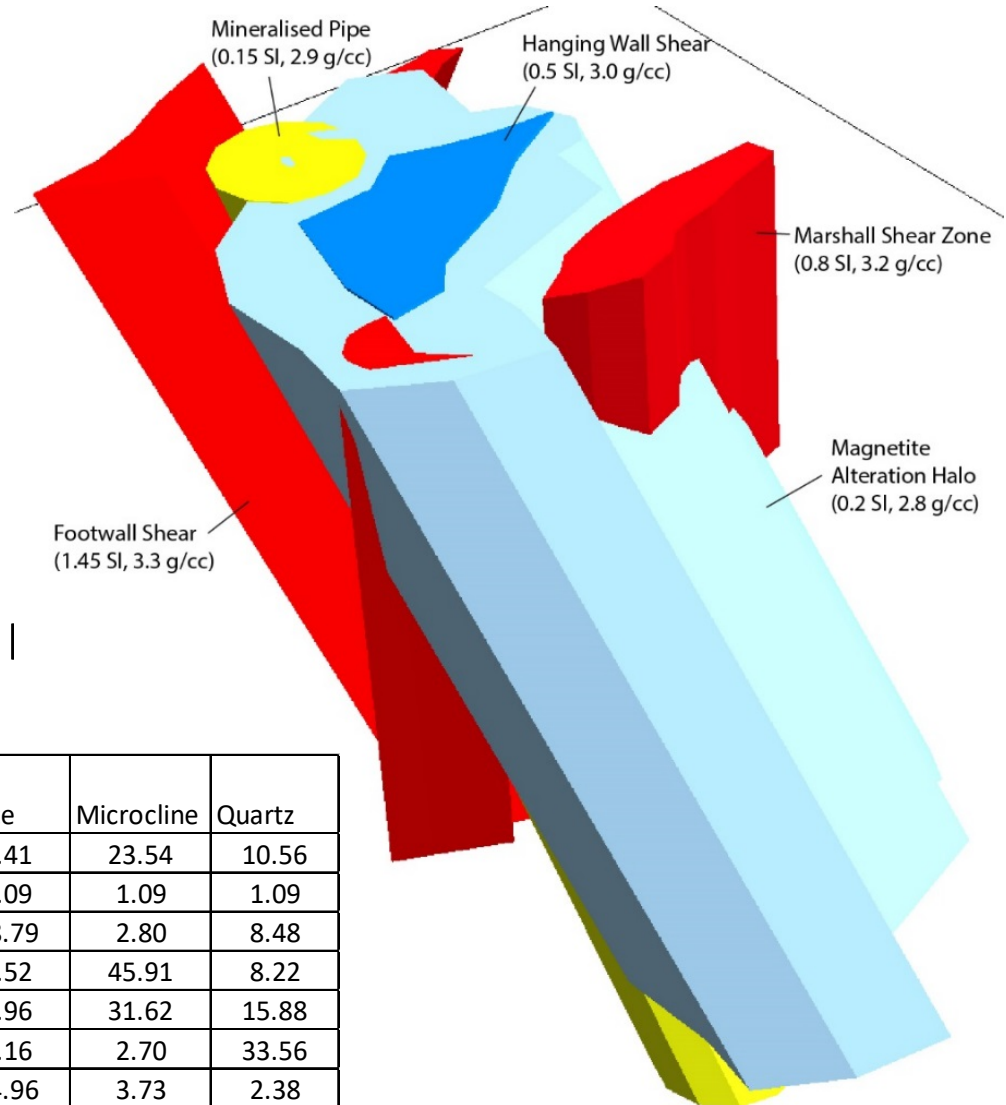 Mineralised Pipe
(0.15 SI, 2.9 g/cc)
Hanging Wall Shear
(0.5 SI, 3.0 g/cc)
Marshall Shear Zone
(0.8 SI, 3.2 g/cc)
Magnetite
Alteration Halo
(0.2 SI, 2.8 g/cc)
Footwall Shear
(1.45 SI, 3.3 g/cc)
Microcline Quartz
23.54 10.56
1.09 1.09
2.80 8.48
45.91 8.22
31.62 15.88
2.70 33.56
3.73 2.38